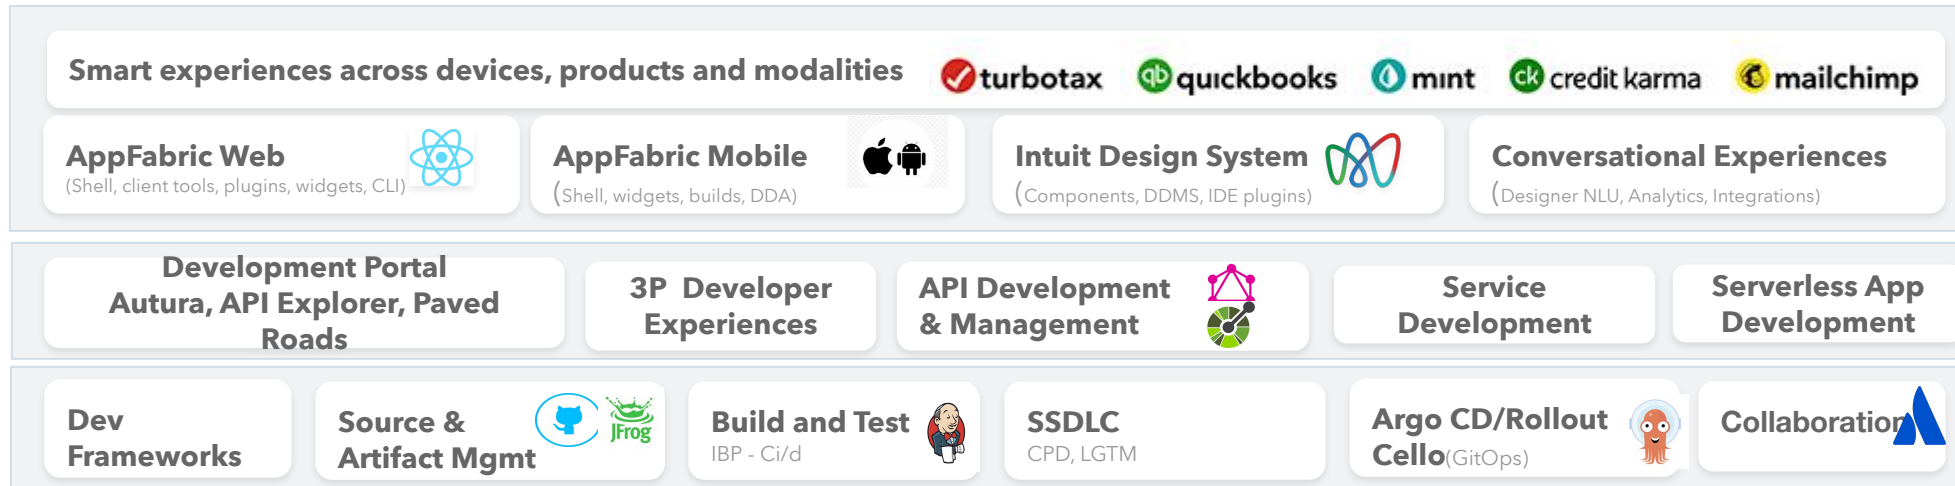 Smart experiences across devices, products and modalities
turbotax
qb quickbooks
mint
ck credit karma
mailchimp
AppFabric Web
(Shell, client tools, plugins, widgets, CLI)
AppFabric Mobile
(Shell, widgets, builds, DDA)
Intuit Design System
(Components, DDMS, IDE plugins)
Conversational Experiences
(Designer NLU, Analytics, Integrations)
Development Portal
Autura, API Explorer, Paved
Roads
3P Developer
Experiences
API Development
& Management
Service
Development
Serverless App
Development
Dev
Frameworks
Source &
Artifact Mgmt
JFrog
Build and Test
IBP - Ci/d
SSDLC
CPD, LGTM
Argo CD/Rollout
Cello(GitOps)
Collaboration